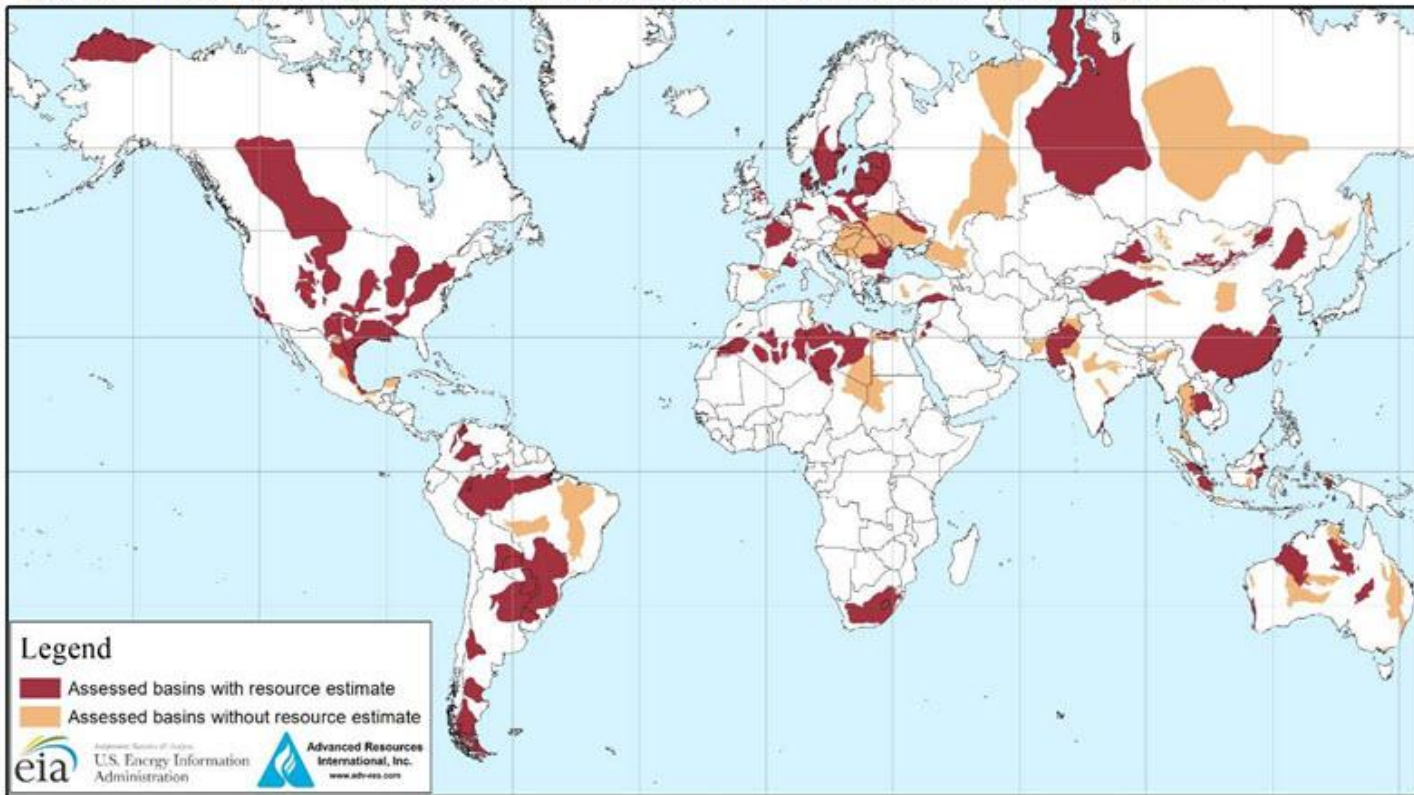 Legend
Assessed basins with resource estimate
Assessed basins without resource estimate
eia
U.S. Energy Information
Administration
Advanced Resources
International, Inc.
www.adv-res.com